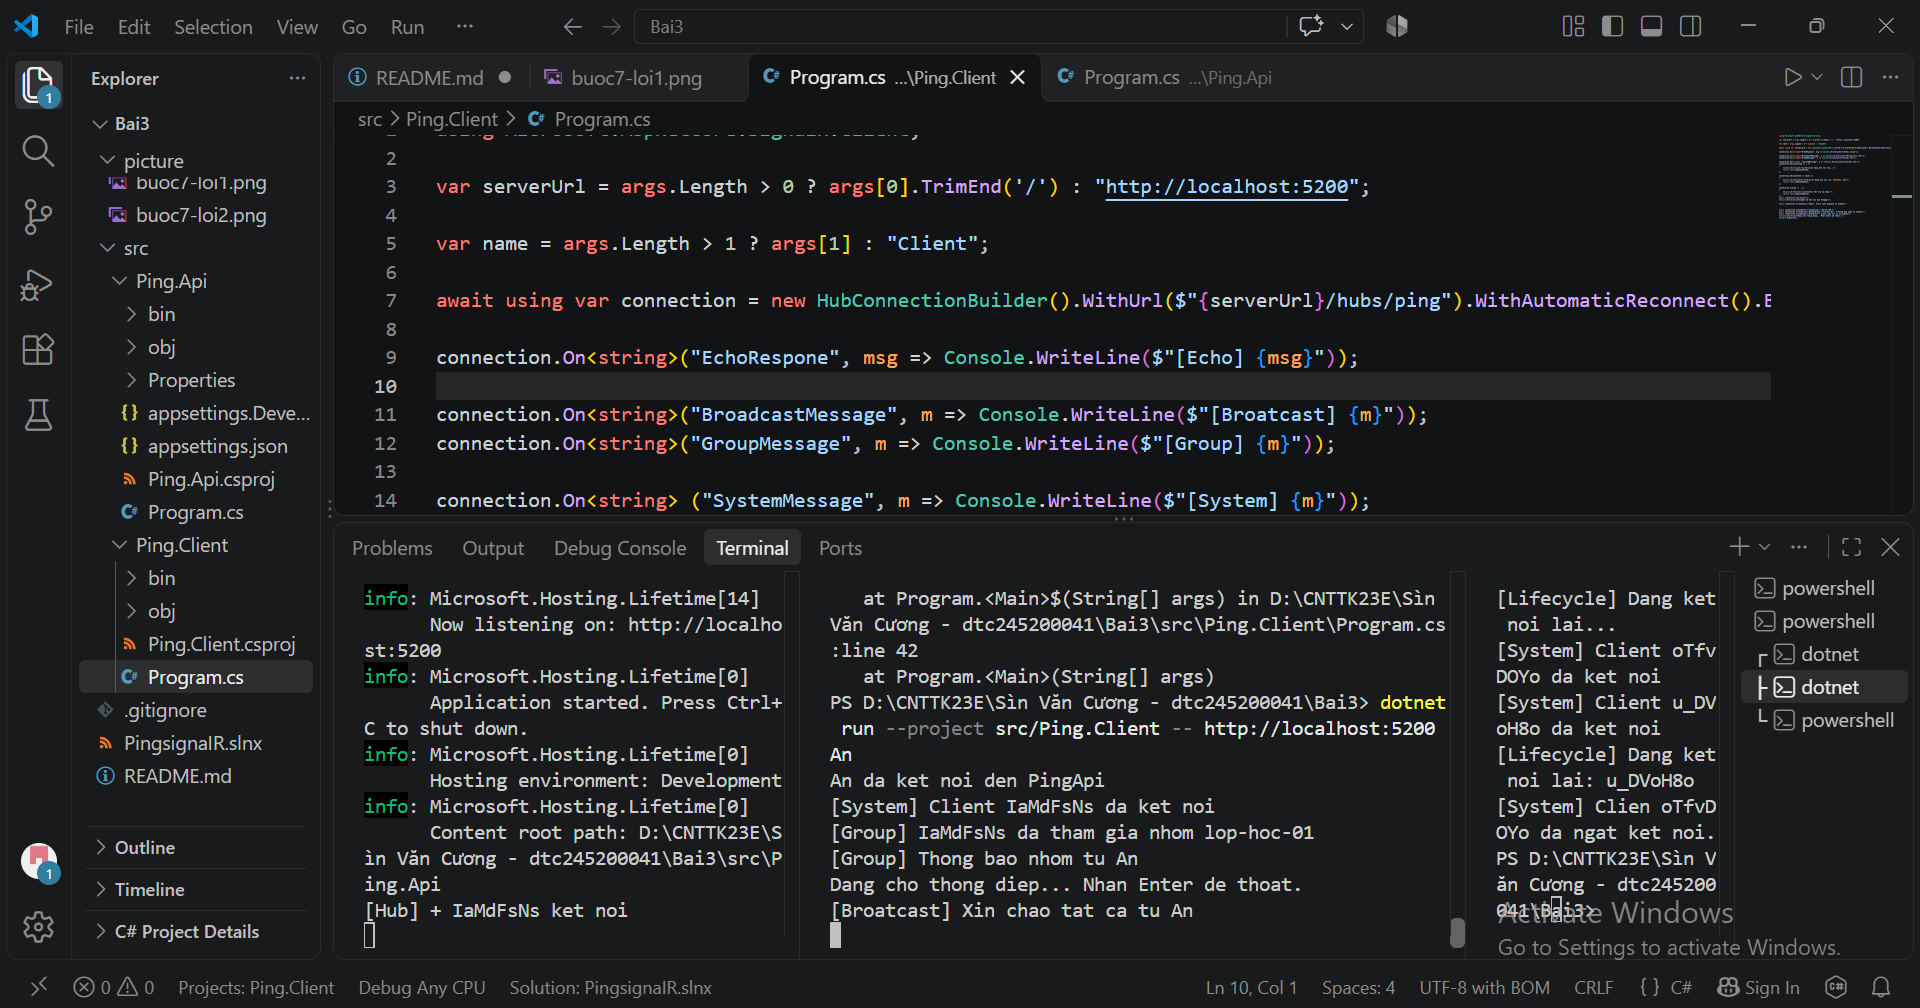 File Edit Selection View Go Run ···
Bai3
Explorer ···
README.md
buoc7-loi1.png
Program.cs ...\Ping.Client
Program.cs ...\Ping.Api
1
Bai3
picture
buoc7-loi1.png
buoc7-loi2.png
src
Ping.Api
bin
obj
Properties
appsettings.Deve...
appsettings.json
Ping.Api.csproj
Program.cs
Ping.Client
bin
obj
Ping.Client.csproj
Program.cs
.gitignore
PingsignalR.slnx
README.md
Outline
Timeline
C# Project Details
1
src > Ping.Client > Program.cs
2
3 var serverUrl = args.Length > 0 ? args[0].TrimEnd('/') : "http://localhost:5200";
4
5 var name = args.Length > 1 ? args[1] : "Client";
6
7 await using var connection = new HubConnectionBuilder().WithUrl($"{serverUrl}/hubs/ping").WithAutomaticReconnect().
8
9 connection.On<string>("EchoRespone", msg => Console.WriteLine($"[Echo] {msg}"));
10
11 connection.On<string>("BroadcastMessage", m => Console.WriteLine($"[Broatcast] {m}"));
12 connection.On<string>("GroupMessage", m => Console.WriteLine($"[Group] {m}"));
13
14 connection.On<string> ("SystemMessage", m => Console.WriteLine($"[System] {m}"));
Problems Output Debug Console Terminal Ports
info: Microsoft.Hosting.Lifetime[14]
Now listening on: http://localho
st:5200
info: Microsoft.Hosting.Lifetime[0]
Application started. Press Ctrl+
C to shut down.
info: Microsoft.Hosting.Lifetime[0]
Hosting environment: Development
info: Microsoft.Hosting.Lifetime[0]
Content root path: D:\CNTTK23E\S
ìn Văn Cương - dtc245200041\Bai3\src\P
ing.Api
[Hub] + IaMdFsNs ket noi
at Program.<Main>$(String[] args) in D:\CNTTK23E\Sìn
Văn Cương - dtc245200041\Bai3\src\Ping.Client\Program.cs
:line 42
at Program.<Main>(String[] args)
PS D:\CNTTK23E\Sìn Văn Cương - dtc245200041\Bai3> dotnet
run --project src/Ping.Client -- http://localhost:5200
An
An da ket noi den PingApi
[System] Client IaMdFsNs da ket noi
[Group] IaMdFsNs da tham gia nhom lop-hoc-01
[Group] Thong bao nhom tu An
Dang cho thong diep... Nhan Enter de thoat.
[Broatcast] Xin chao tat ca tu An
[Lifecycle] Dang ket
noi lai...
[System] Client oTfv
DOYo da ket noi
[System] Client u_DV
oH8o da ket noi
[Lifecycle] Dang ket
noi lai: u_DVoH8o
[System] Clien oTfvD
OYo da ngat ket noi.
PS D:\CNTTK23E\Sìn V
ăn Cương - dtc245200
041\Bai3>
powershell
powershell
dotnet
dotnet
powershell
Activate Windows
Go to Settings to activate Windows.
0 0 Projects: Ping.Client Debug Any CPU Solution: PingsignalR.slnx Ln 10, Col 1 Spaces: 4 UTF-8 with BOM CRLF { } C# Sign In